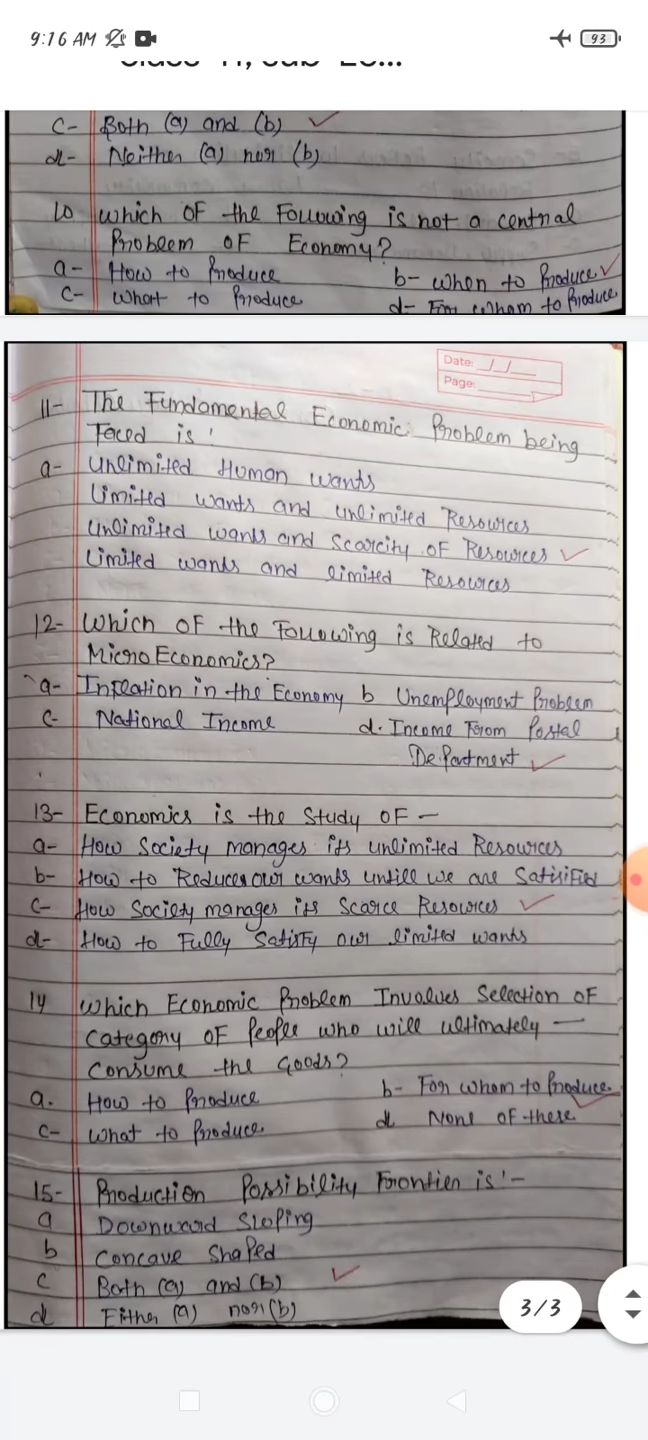 9:16 AM
93
C- Both (a) and (b)
d- Neither (a) nor (b)
10 which OF the Following is not a central
Problem OF Economy?
a- How to Produce b- when to Produce
C- What to Produce d- For Whom to Produce
Date: __/__/__
Page:
11- The Fundamental Economic Problem being
Faced is :
a- Unlimited Human Wants
Limited wants and Unlimited Resources
Unlimited wants and Scarcity OF Resources
Limited wants and limited Resources
12- Which OF the Following is Related to
MicroEconomics?
a- Inflation in the Economy b Unemployment Problem
C- National Income d. Income From Postal
DePartment
13- Economics is the Study OF —
a- How Society manages its unlimited Resources
b- How to Reduces our wants untill we are Satisified
C- How Society manages its Scarce Resources
d- How to Fully Satisfy our limited wants
14 Which Economic Problem Involves Selection OF
Category OF People who will ultimately —
Consume the Goods?
a. How to Produce b- For whom to Produce
C- What to Produce d None OF these
15- Production Possibility Frontier is :-
a Downward Sloping
b Concave Shaped
C Both (a) and (b)
d Either (a) nor (b)
3/3